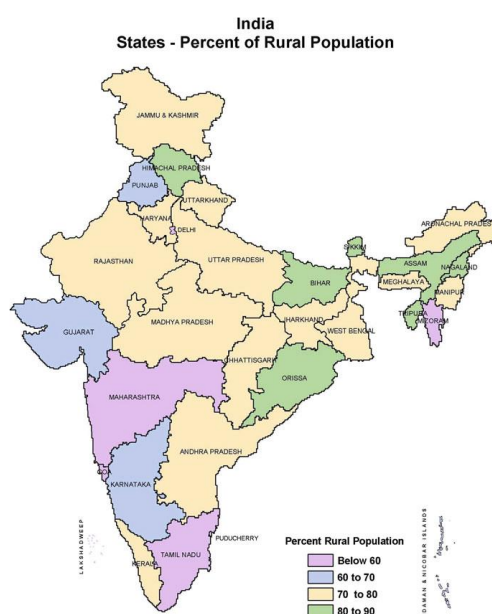 India
States - Percent of Rural Population
JAMMU & KASHMIR
HIMACHAL PRADESH
PUNJAB
UTTARKHAND
HARYANA
DELHI
ARUNACHAL PRADES
SIKKIM
RAJASTHAN
UTTAR PRADESH
ASSAM
NAGALAND
BIHAR
MEGHALAYA
MANIPUR
TRIPURA
MIZORAM
GUJARAT
MADHYA PRADESH
JHARKHAND
WEST BENGAL
CHHATTISGARH
ORISSA
MAHARASHTRA
GOA
ANDHRA PRADESH
KARNATAKA
LAKSHADWEEP
PUDUCHERRY
TAMIL NADU
KERALA
DAMAN & NICOBAR ISLANDS
Percent Rural Population
Below 60
60 to 70
70 to 80
80 to 90